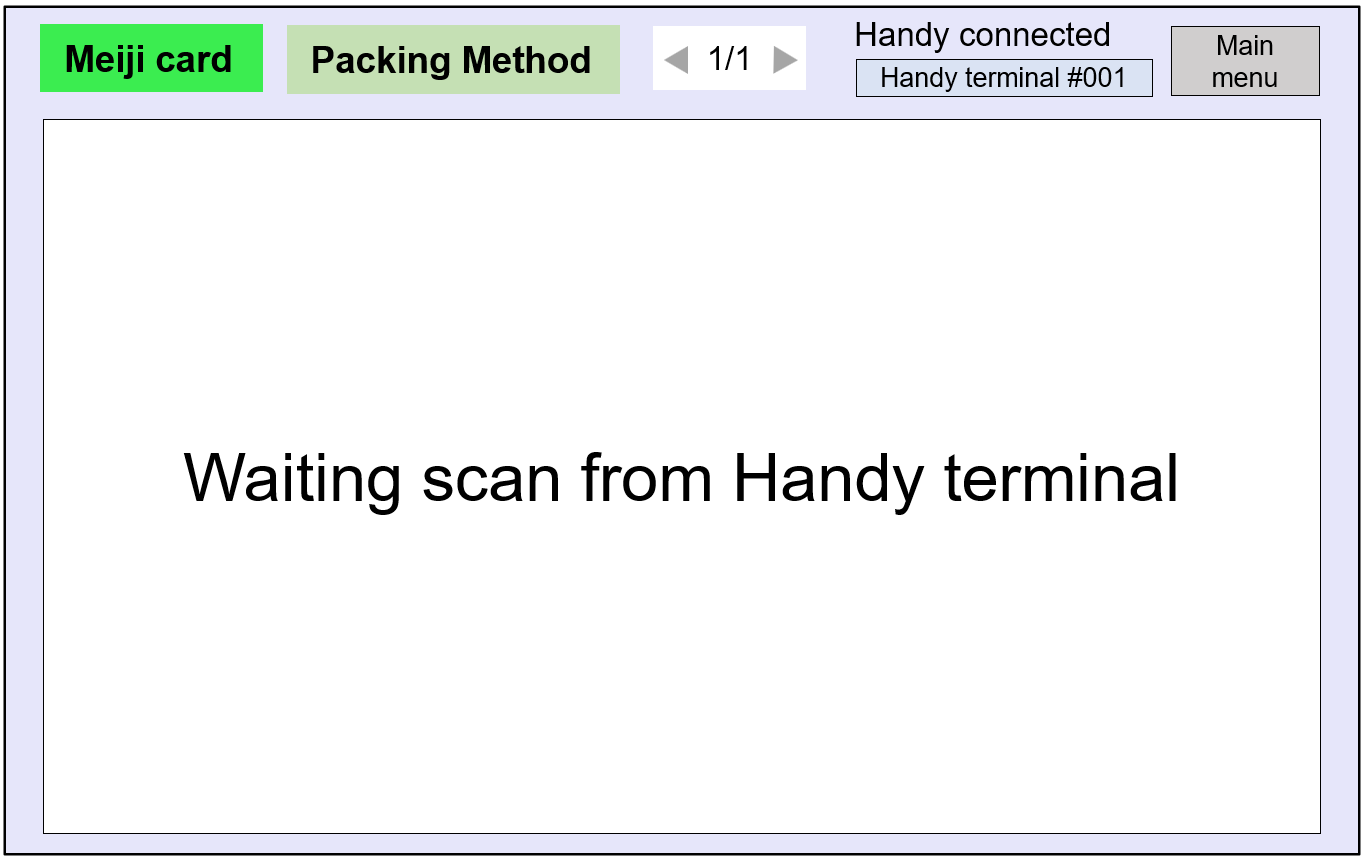 Meiji card
Packing Method
1/1
Handy connected
Handy terminal #001
Main
menu
Waiting scan from Handy terminal